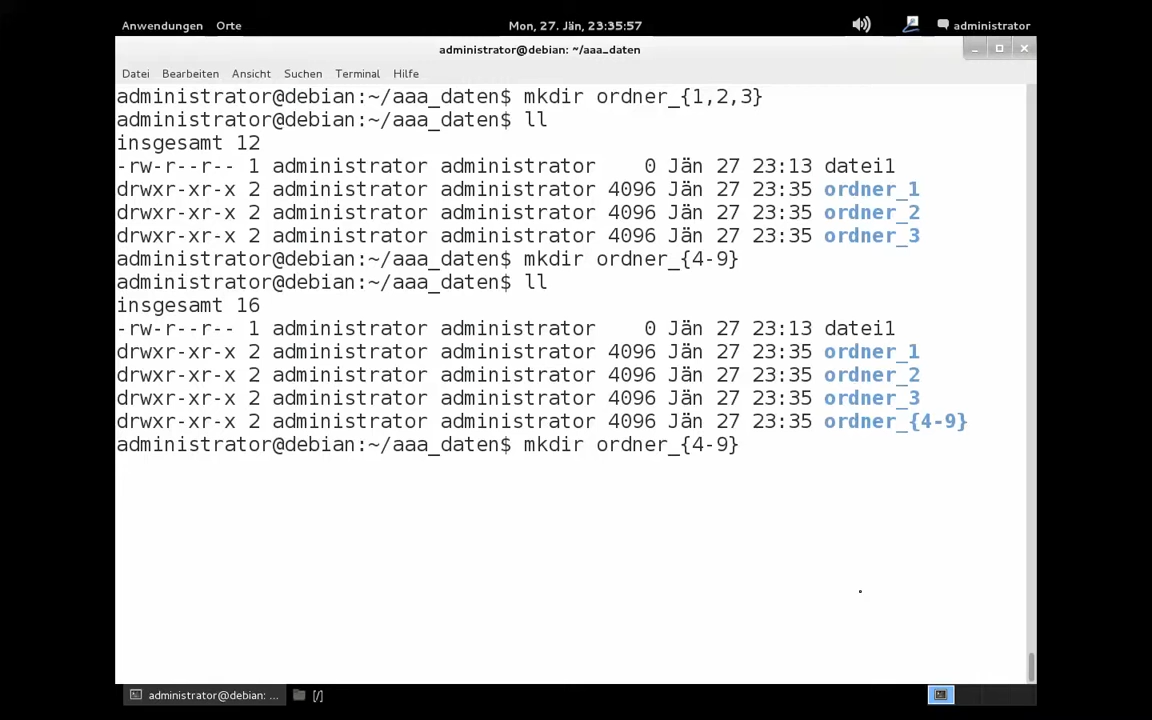 Anwendungen Orte Mon, 27. Jän, 23:35:57 administrator
administrator@debian: ~/aaa_daten
Datei Bearbeiten Ansicht Suchen Terminal Hilfe
administrator@debian:~/aaa_daten$ mkdir ordner_{1,2,3}
administrator@debian:~/aaa_daten$ ll
insgesamt 12
-rw-r--r-- 1 administrator administrator    0 Jän 27 23:13 datei1
drwxr-xr-x 2 administrator administrator 4096 Jän 27 23:35 ordner_1
drwxr-xr-x 2 administrator administrator 4096 Jän 27 23:35 ordner_2
drwxr-xr-x 2 administrator administrator 4096 Jän 27 23:35 ordner_3
administrator@debian:~/aaa_daten$ mkdir ordner_{4-9}
administrator@debian:~/aaa_daten$ ll
insgesamt 16
-rw-r--r-- 1 administrator administrator    0 Jän 27 23:13 datei1
drwxr-xr-x 2 administrator administrator 4096 Jän 27 23:35 ordner_1
drwxr-xr-x 2 administrator administrator 4096 Jän 27 23:35 ordner_2
drwxr-xr-x 2 administrator administrator 4096 Jän 27 23:35 ordner_3
drwxr-xr-x 2 administrator administrator 4096 Jän 27 23:35 ordner_{4-9}
administrator@debian:~/aaa_daten$ mkdir ordner_{4-9}
administrator@debian: ... [/]